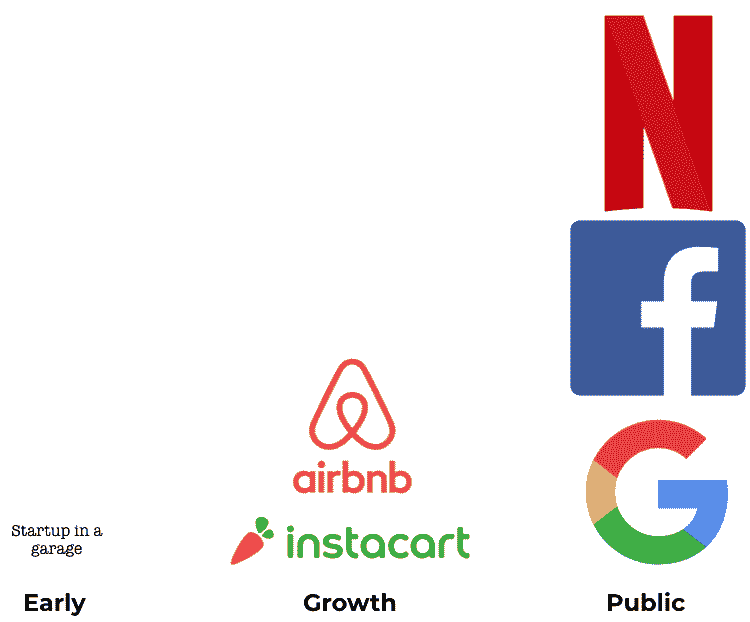 airbnb
Startup in a
garage
instacart
Early
Growth
Public